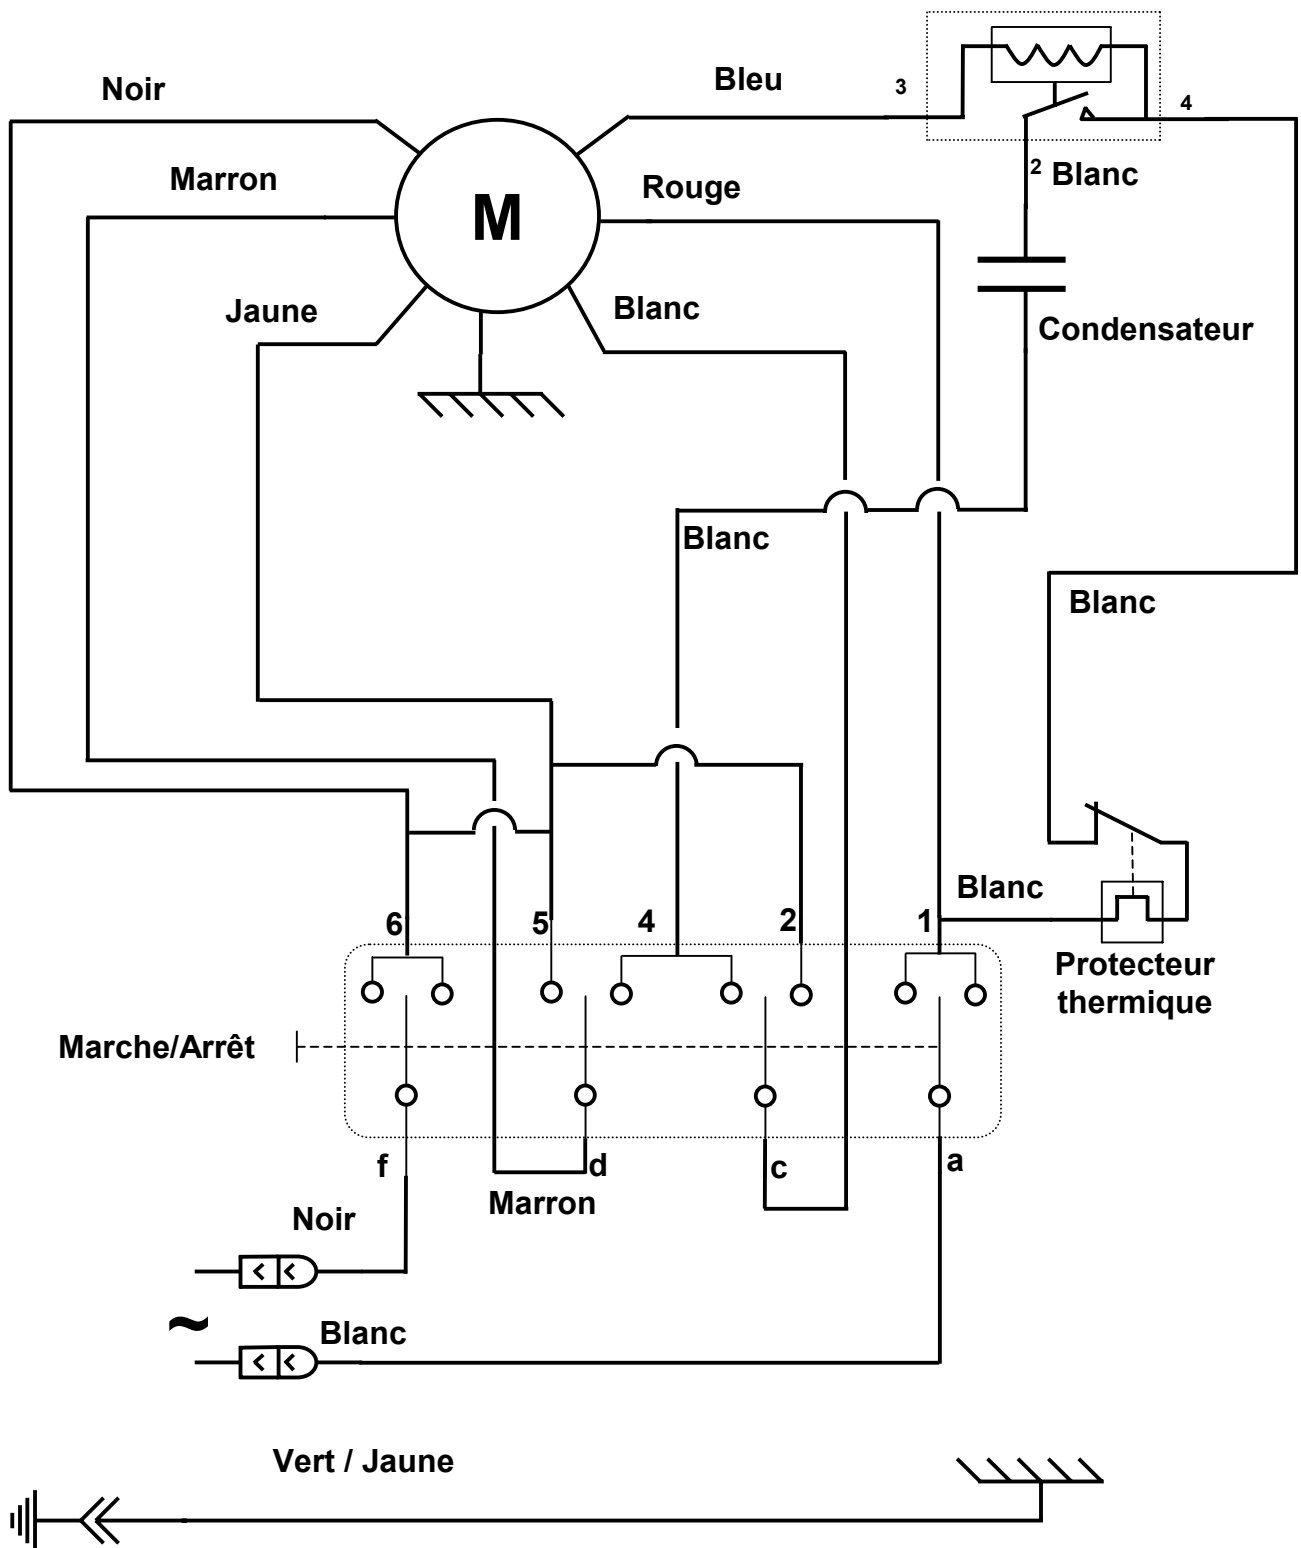 Noir
Bleu
3
4
Marron
Rouge
2
Blanc
M
Jaune
Blanc
Condensateur
Blanc
Blanc
Blanc
6
5
4
2
1
Protecteur
thermique
Marche/Arrêt
f
d
c
a
Marron
Noir
~
Blanc
Vert / Jaune